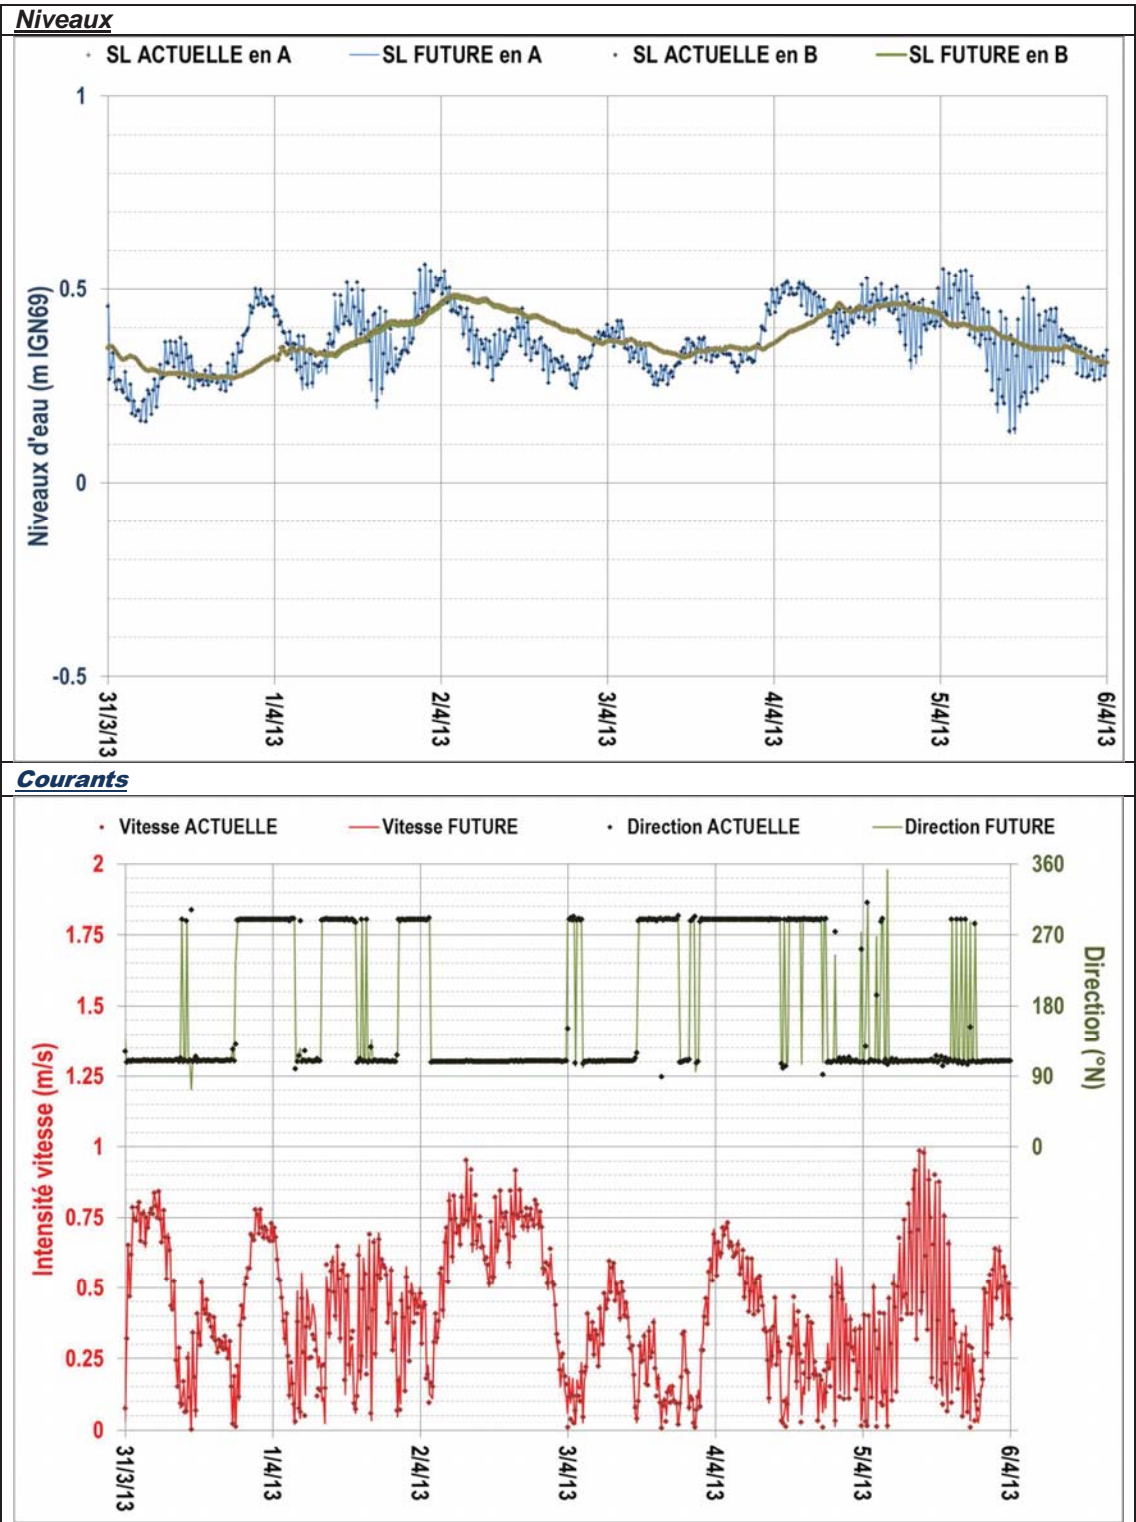 Niveaux
SL ACTUELLE en A
SL FUTURE en A
SL ACTUELLE en B
SL FUTURE en B
Niveaux d'eau (m IGN69)
1
0.5
0
-0.5
31/3/13
1/4/13
2/4/13
3/4/13
4/4/13
5/4/13
6/4/13
Courants
Vitesse ACTUELLE
Vitesse FUTURE
Direction ACTUELLE
Direction FUTURE
Intensité vitesse (m/s)
2
1.75
1.5
1.25
1
0.75
0.5
0.25
0
360
270
180
90
0
Direction (°N)
31/3/13
1/4/13
2/4/13
3/4/13
4/4/13
5/4/13
6/4/13